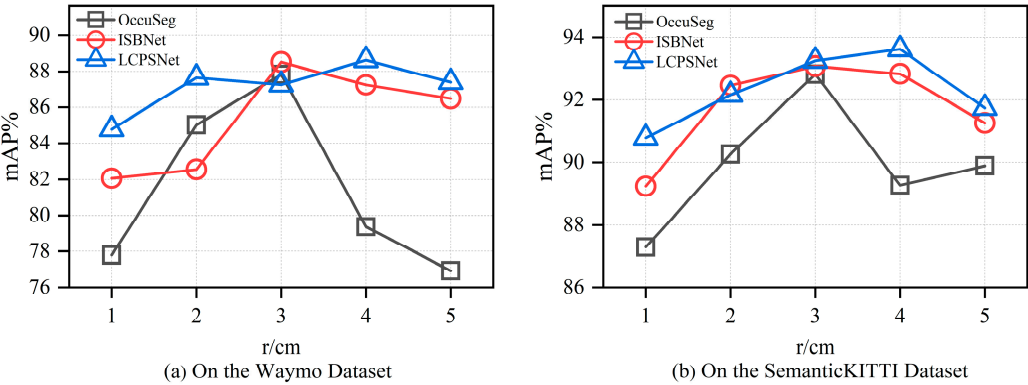 OccuSeg
ISBNet
LCPSNet
90
88
86
84
82
80
78
76
mAP%
1 2 3 4 5
r/cm
(a) On the Waymo Dataset
OccuSeg
ISBNet
LCPSNet
94
92
90
88
86
mAP%
1 2 3 4 5
r/cm
(b) On the SemanticKITTI Dataset